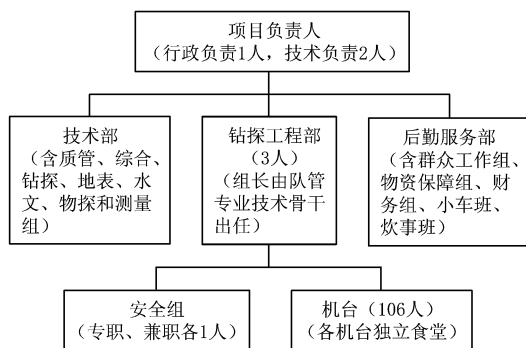 项目负责人
（行政负责1人，技术负责2人）
技术部
（含质管、综合、
钻探、地表、水
文、物探和测量
组）
钻探工程部
（3人）
（组长由队管
专业技术骨干
出任）
后勤服务部
（含群众工作组、
物资保障组、财
务组、小车班、
炊事班）
安全组
（专职、兼职各1人）
机台（106人）
（各机台独立食堂）